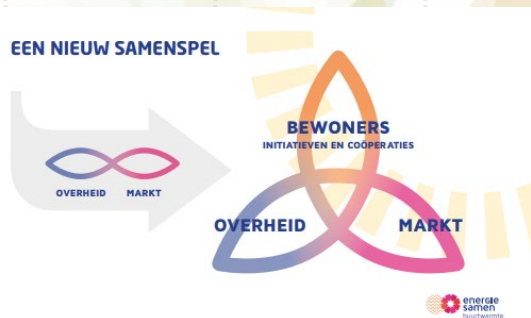 EEN NIEUW SAMENSPEL
BEWONERS
INITIATIEVEN EN COÖPERATIES
OVERHEID MARKT
OVERHEID MARKT
energie
samen
buurtwarmte